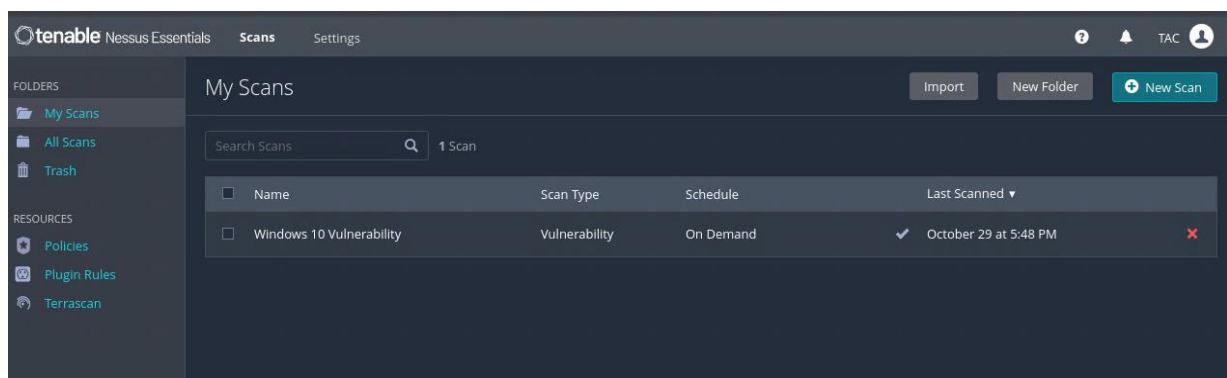 tenable Nessus Essentials Scans Settings TAC
FOLDERS
My Scans
All Scans
Trash
RESOURCES
Policies
Plugin Rules
Terrascan
My Scans
Import New Folder New Scan
Search Scans 1 Scan
Name Scan Type Schedule Last Scanned
Windows 10 Vulnerability Vulnerability On Demand October 29 at 5:48 PM